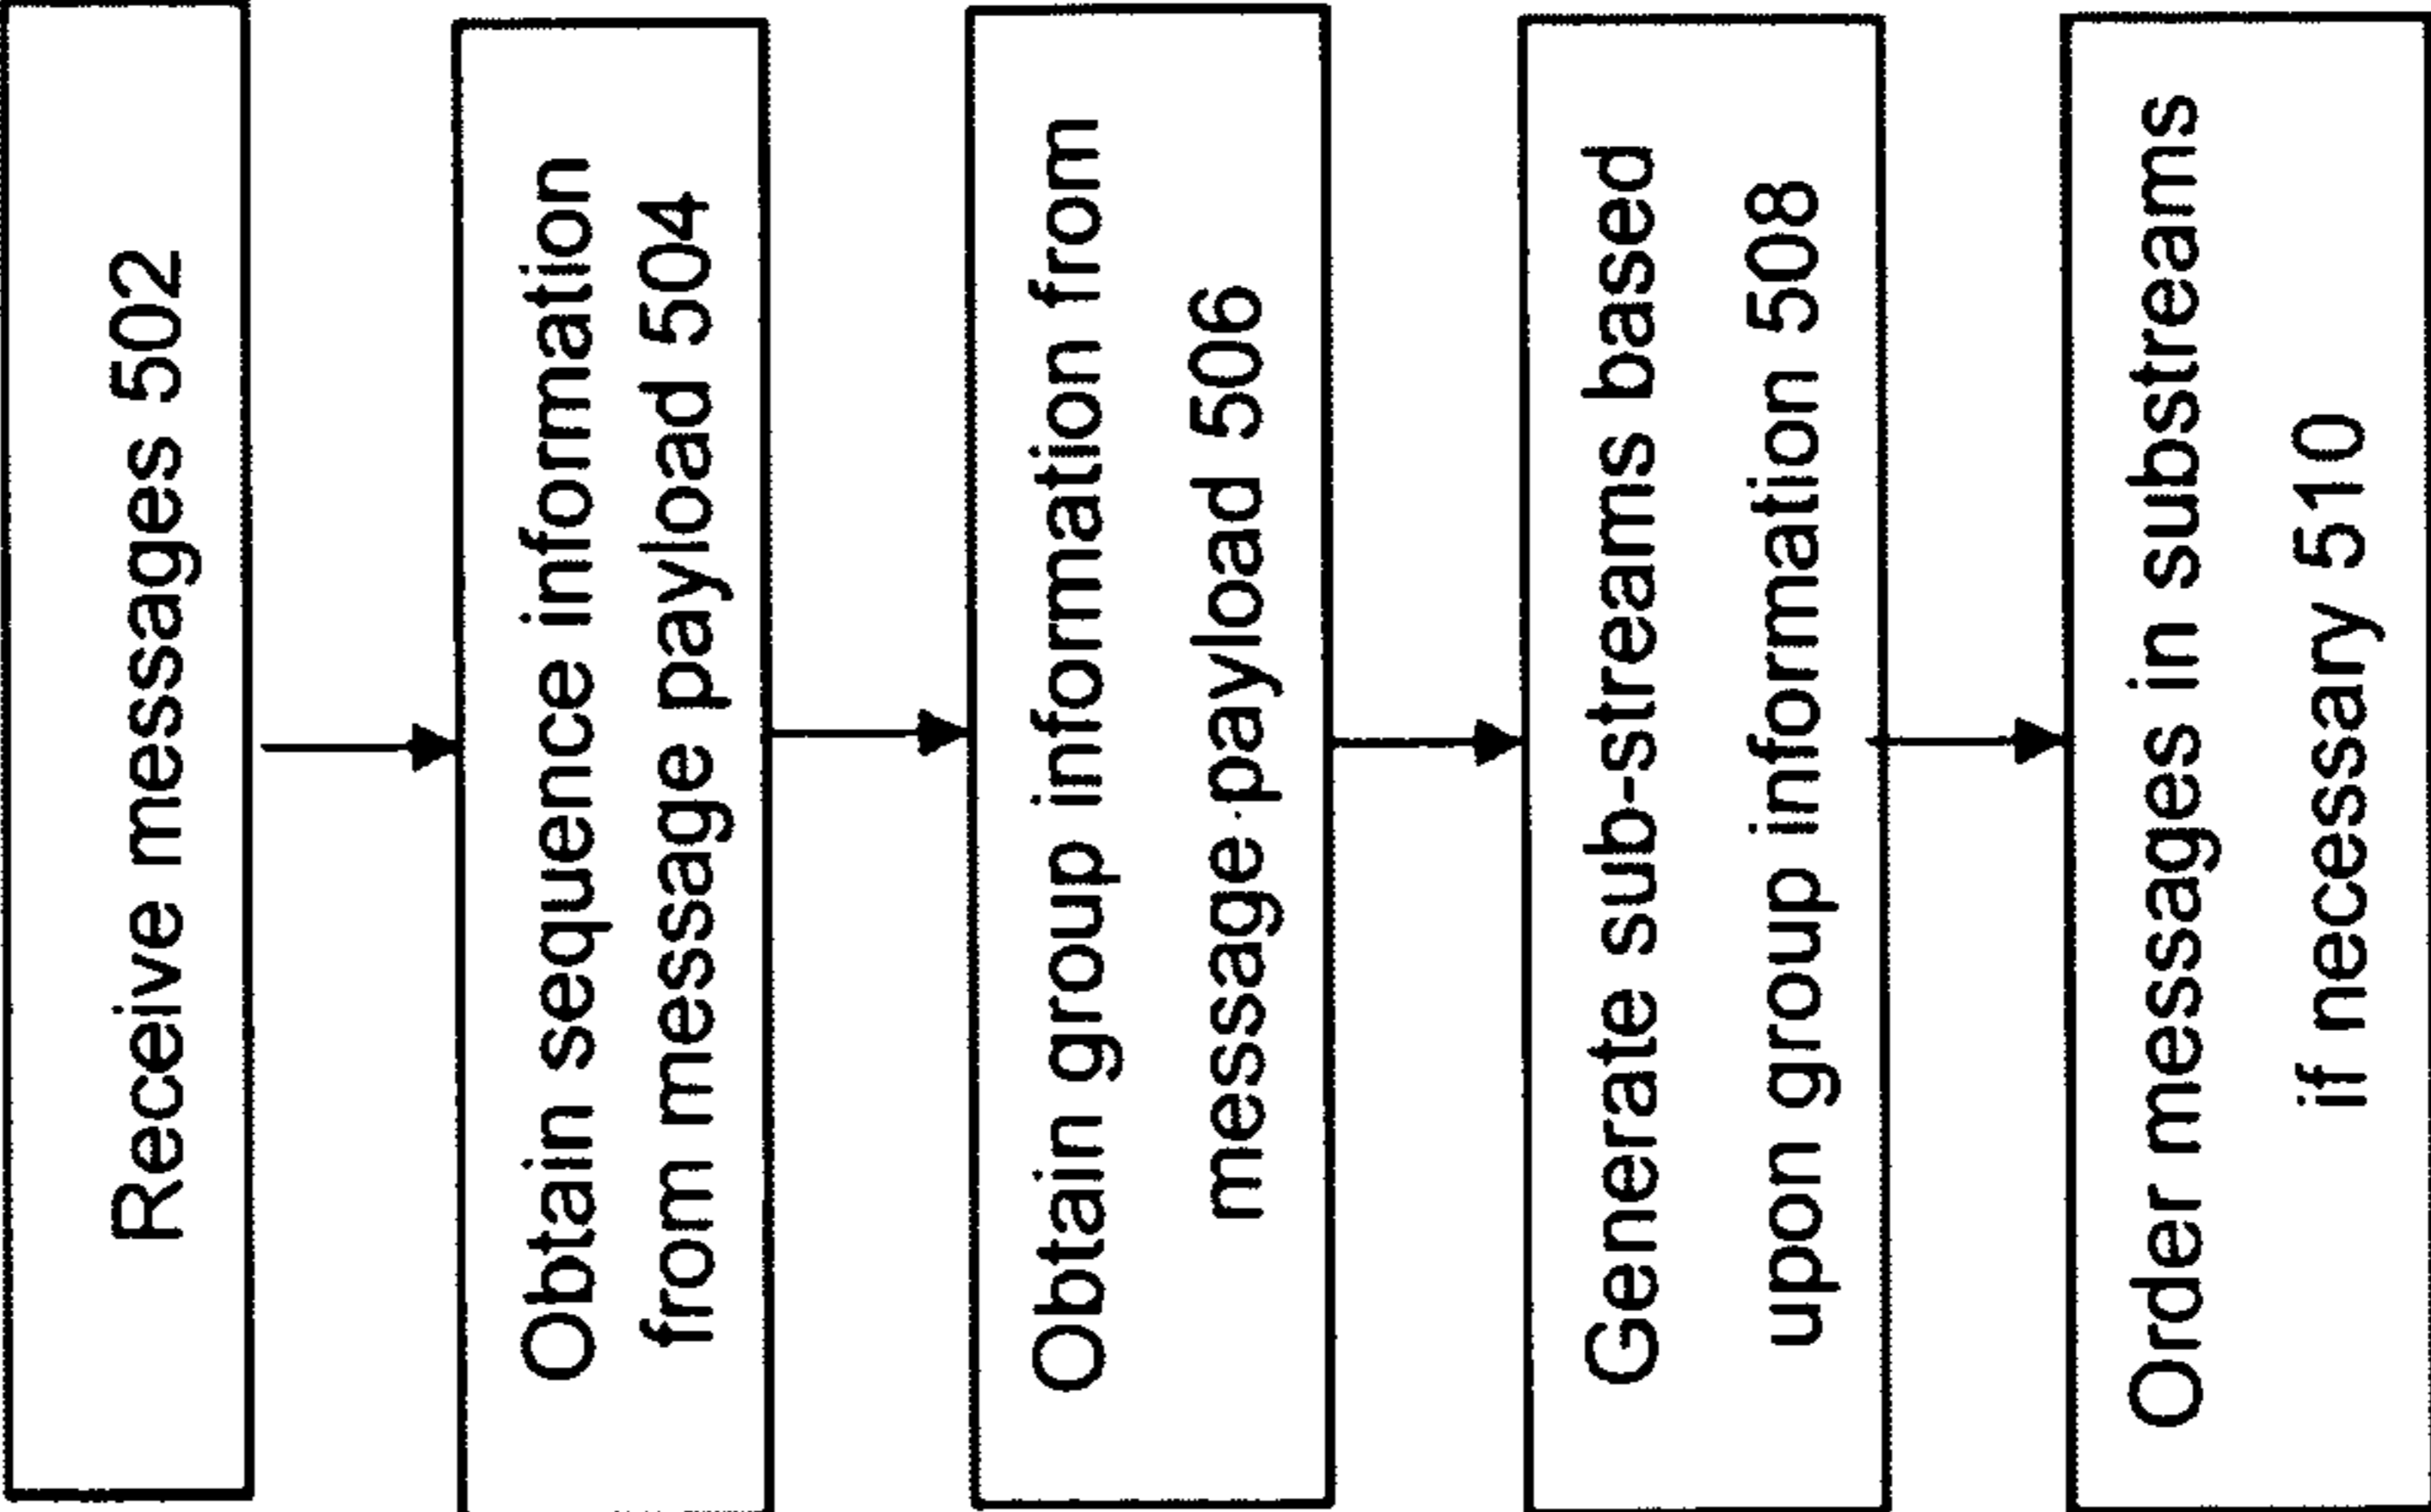 Receive messages 502
Obtain sequence information
from message payload 504
Obtain group information from
message payload 506
Generate sub-streams based
upon group information 508
Order messages in substreams
if necessary 510